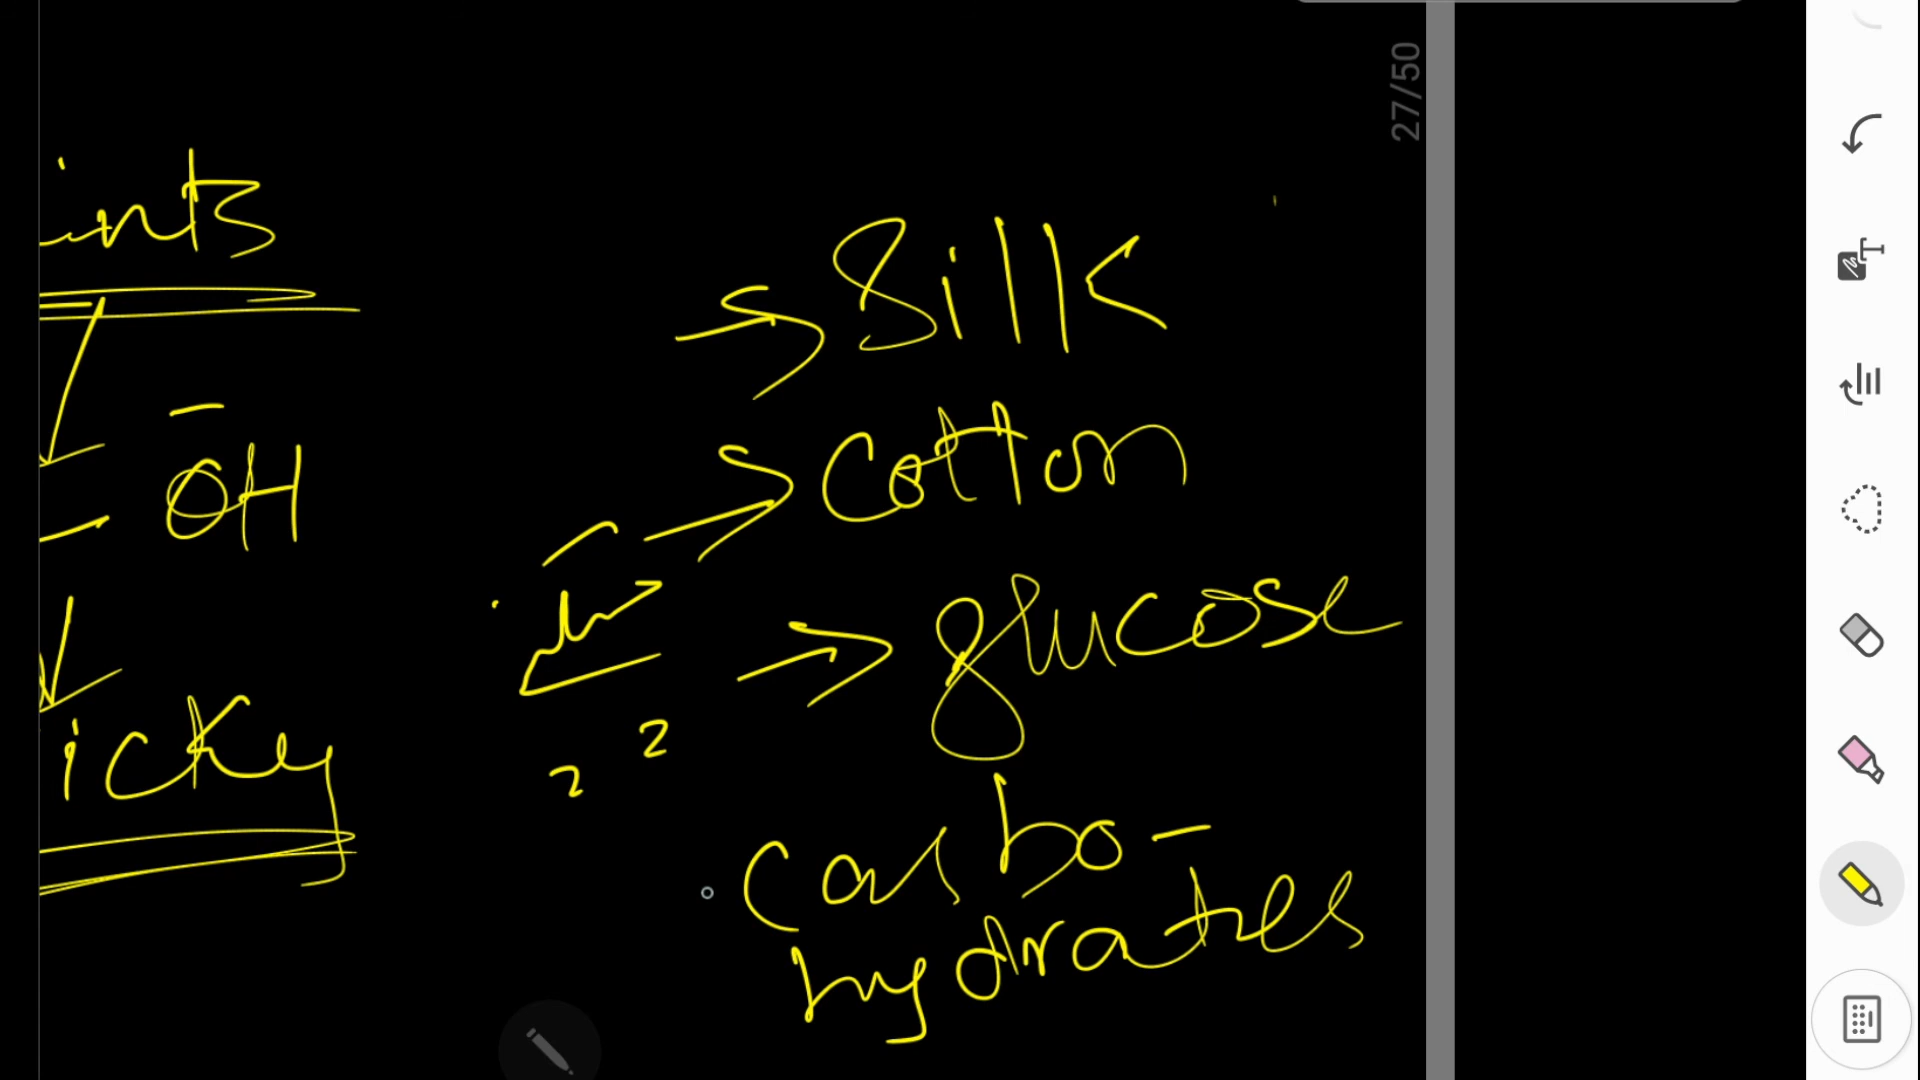 27/50
ints
→ Silk
OH
→ Cotton
→ glucose
icky
2 2
Carbo-
hydrates